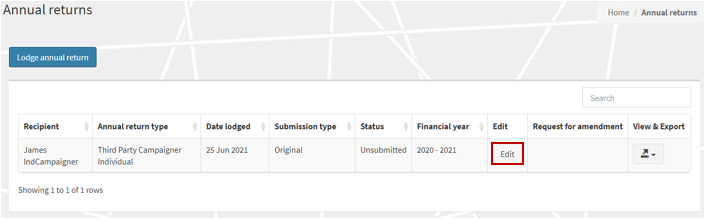 Annual returns
Home / Annual returns
Lodge annual return
Search
Recipient Annual return type Date lodged Submission type Status Financial year Edit Request for amendment View & Export
James Third Party Campaigner 25 Jun 2021 Original Unsubmitted 2020 - 2021 Edit
IndCampaigner Individual
Showing 1 to 1 of 1 rows